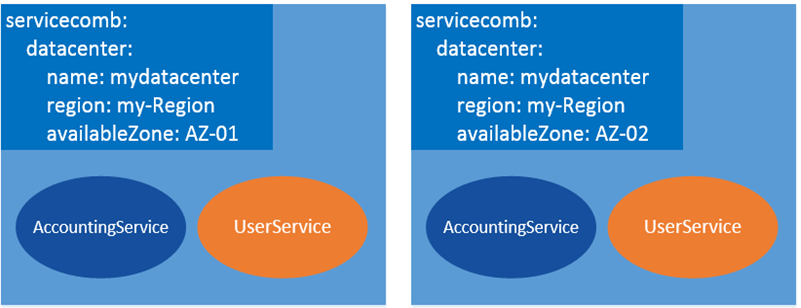 servicecomb:
datacenter:
name: mydatacenter
region: my-Region
availableZone: AZ-01
AccountingService
UserService
servicecomb:
datacenter:
name: mydatacenter
region: my-Region
availableZone: AZ-02
AccountingService
UserService